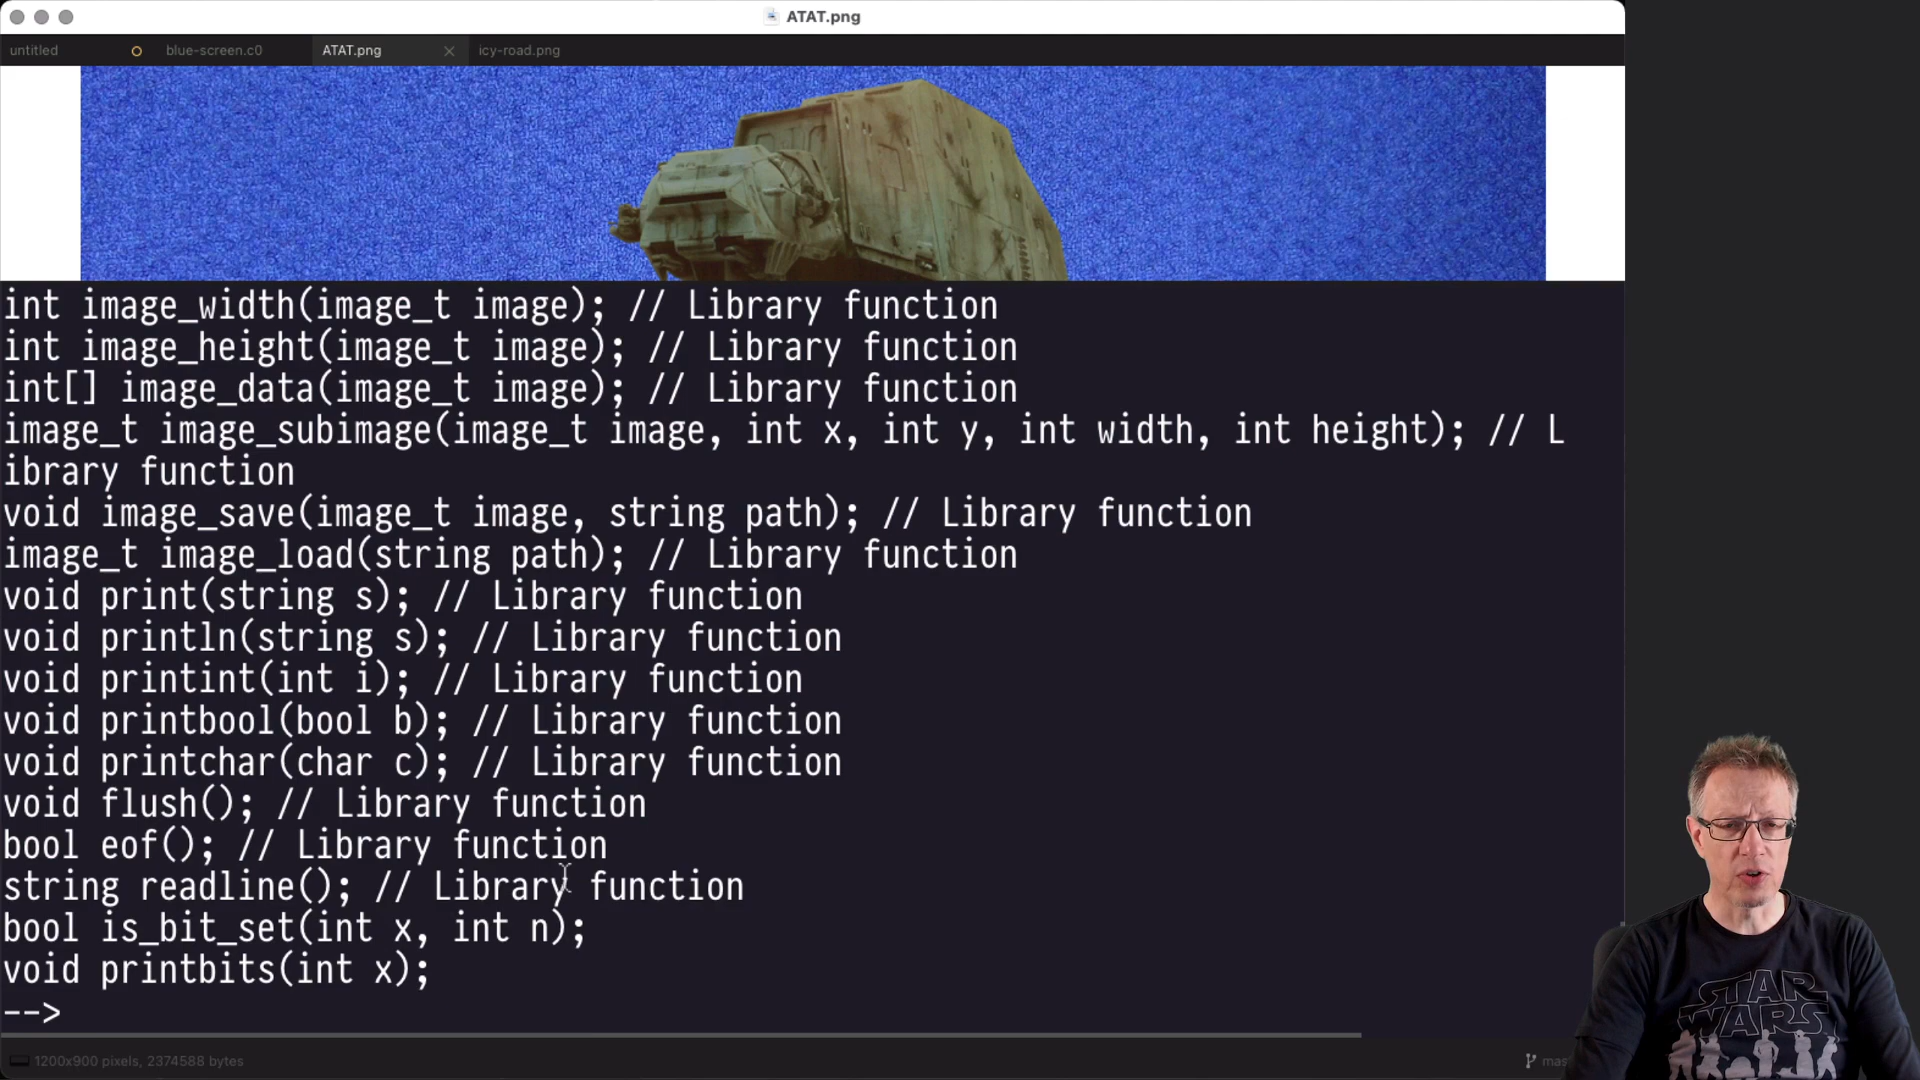 ATAT.png
untitled
blue-screen.c0
ATAT.png
icy-road.png
int image_width(image_t image); // Library function
int image_height(image_t image); // Library function
int[] image_data(image_t image); // Library function
image_t image_subimage(image_t image, int x, int y, int width, int height); // L
ibrary function
void image_save(image_t image, string path); // Library function
image_t image_load(string path); // Library function
void print(string s); // Library function
void println(string s); // Library function
void printint(int i); // Library function
void printbool(bool b); // Library function
void printchar(char c); // Library function
void flush(); // Library function
bool eof(); // Library function
string readline(); // Library function
bool is_bit_set(int x, int n);
void printbits(int x);
-->
1200x900 pixels, 2374588 bytes
STAR
WARS